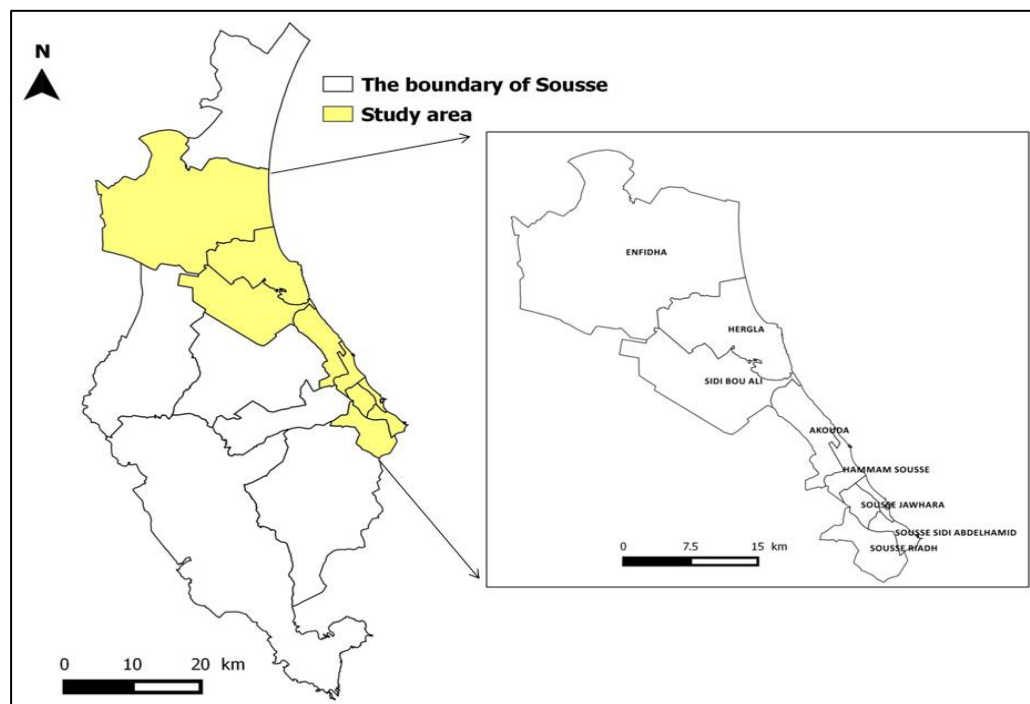 N
The boundary of Sousse
Study area
ENFIDHA
HERGLA
SIDI BOU ALI
AKOUDA
HAMMAM SOUSSE
SOUSSE JAWHARA
SOUSSE SIDI ABDELHAMID
SOUSSE RIADH
0 7.5 15 km
0 10 20 km